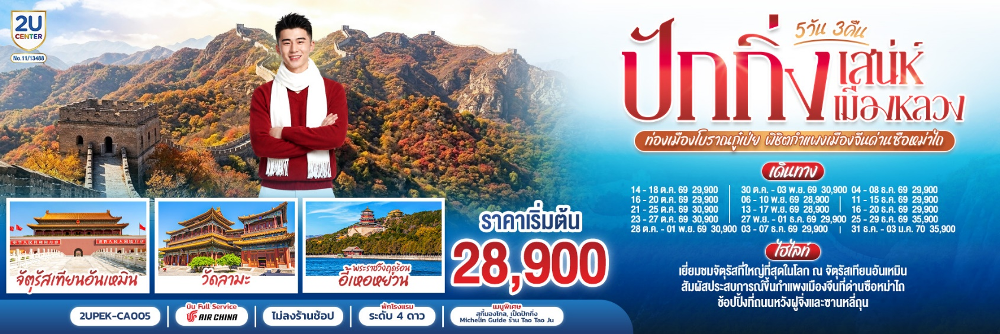 2U
CENTER
No.11/13488
5วัน 3คืน
ปักกิ่ง
เสน่ห์
เมืองหลวง
ท่องเมืองโบราณกู๋เป่ย พิชิตกำแพงเมืองจีนด่านซือหม่าไถ
เดินทาง
14 - 18 ต.ค. 69 29,900
16 - 20 ต.ค. 69 29,900
21 - 25 ต.ค. 69 30,900
23 - 27 ต.ค. 69 30,900
28 ต.ค. - 01 พ.ย. 69 30,900
30 ต.ค. - 03 พ.ย. 69 30,900
06 - 10 พ.ย. 69 28,900
13 - 17 พ.ย. 69 28,900
27 พ.ย. - 01 ธ.ค. 69 29,900
03 - 07 ธ.ค. 69 29,900
04 - 08 ธ.ค. 69 29,900
11 - 15 ธ.ค. 69 29,900
16 - 20 ธ.ค. 69 29,900
25 - 29 ธ.ค. 69 35,900
31 ธ.ค. - 03 ม.ค. 70 35,900
ไฮไลท์
เยี่ยมชมจัตุรัสที่ใหญ่ที่สุดในโลก ณ จัตุรัสเทียนอันเหมิน
สัมผัสประสบการณ์ขึ้นกำแพงเมืองจีนที่ด่านซือหม่าไถ
ช้อปปิ้งที่ถนนหวังฝูจิ่งและซานหลี่ถุน
ราคาเริ่มต้น
28,900
จัตุรัสเทียนอันเหมิน
วัดลามะ
พระราชวังฤดูร้อน
อี้เหอหยวน
2UPEK-CA005
บิน Full Service
AIR CHINA
ไม่ลงร้านช้อป
พักโรงแรม
ระดับ 4 ดาว
เมนูพิเศษ
สุกี้มองโกล, เป็ดปักกิ่ง
Michelin Guide ร้าน Tao Tao Ju